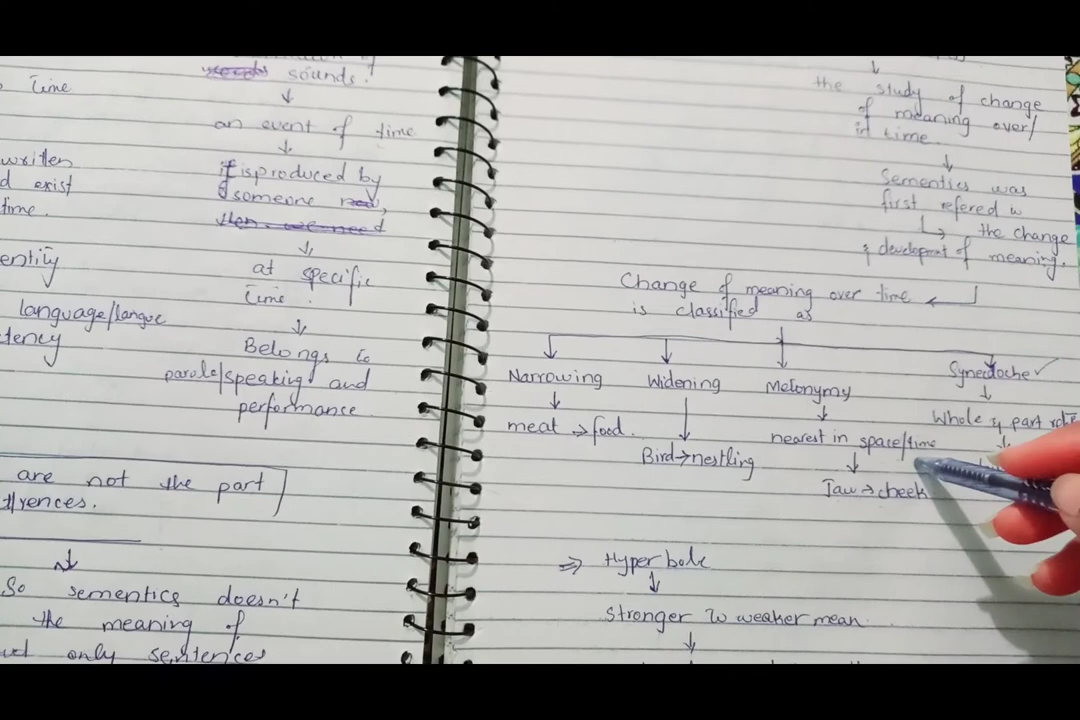 sounds.
Time
an event of time
written
d exist
time.
it is produced by
someone
entity
at specific
time.
language/langue
tency
Belongs to
parole/speaking and
performance
are not the part
So sementics doesn't
the meaning of
only sentences
the study of change
of meaning over/
in time.
Sementics was
first refered to
the change
& developmet of meaning.
Change of meaning over time
is classified as
Narrowing
Widening
Metonymy
Synecdoche ✓
meat → food.
Bird → nestling
nearest in space/time
Jaw → cheek
Whole & part
⇒ Hyperbole
Stronger to weaker mean